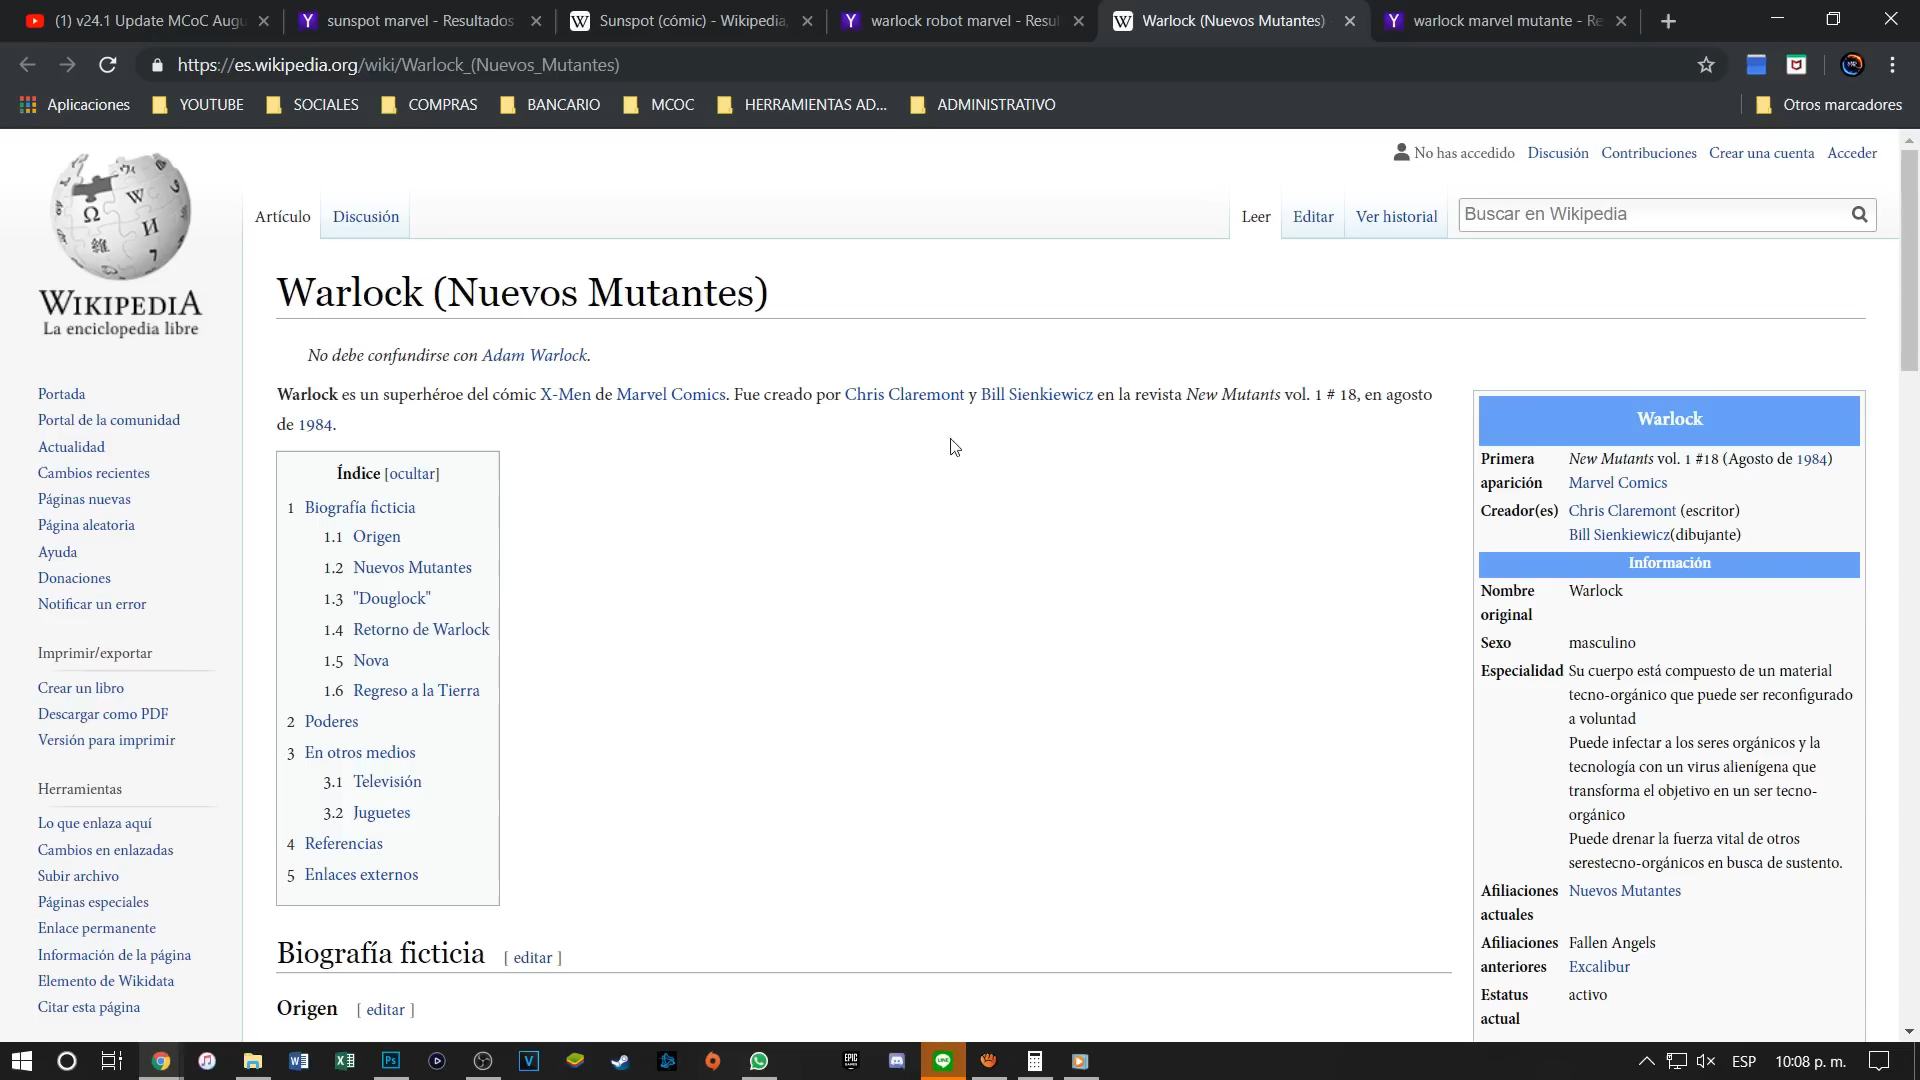 (1) v24.1 Update MCoC Augu
sunspot marvel - Resultados
Sunspot (cómic) - Wikipedia,
warlock robot marvel - Resul
Warlock (Nuevos Mutantes)
warlock marvel mutante - Re
https://es.wikipedia.org/wiki/Warlock_(Nuevos_Mutantes)
Aplicaciones
YOUTUBE
SOCIALES
COMPRAS
BANCARIO
MCOC
HERRAMIENTAS AD...
ADMINISTRATIVO
Otros marcadores
No has accedido Discusión Contribuciones Crear una cuenta Acceder
WIKIPEDIA
La enciclopedia libre
Artículo Discusión
Leer Editar Ver historial
Buscar en Wikipedia
Portada
Portal de la comunidad
Actualidad
Cambios recientes
Páginas nuevas
Página aleatoria
Ayuda
Donaciones
Notificar un error
Imprimir/exportar
Crear un libro
Descargar como PDF
Versión para imprimir
Herramientas
Lo que enlaza aquí
Cambios en enlazadas
Subir archivo
Páginas especiales
Enlace permanente
Información de la página
Elemento de Wikidata
Citar esta página
Warlock (Nuevos Mutantes)
No debe confundirse con Adam Warlock.
Warlock es un superhéroe del cómic X-Men de Marvel Comics. Fue creado por Chris Claremont y Bill Sienkiewicz en la revista New Mutants vol. 1 # 18, en agosto
de 1984.
Índice [ocultar]
1 Biografía ficticia
1.1 Origen
1.2 Nuevos Mutantes
1.3 "Douglock"
1.4 Retorno de Warlock
1.5 Nova
1.6 Regreso a la Tierra
2 Poderes
3 En otros medios
3.1 Televisión
3.2 Juguetes
4 Referencias
5 Enlaces externos
Biografía ficticia [ editar ]
Origen [ editar ]
Warlock
Primera New Mutants vol. 1 #18 (Agosto de 1984)
aparición Marvel Comics
Creador(es) Chris Claremont (escritor)
Bill Sienkiewicz(dibujante)
Información
Nombre Warlock
original
Sexo masculino
Especialidad Su cuerpo está compuesto de un material
tecno-orgánico que puede ser reconfigurado
a voluntad
Puede infectar a los seres orgánicos y la
tecnología con un virus alienígena que
transforma el objetivo en un ser tecno-
orgánico
Puede drenar la fuerza vital de otros
serestecno-orgánicos en busca de sustento.
Afiliaciones Nuevos Mutantes
actuales
Afiliaciones Fallen Angels
anteriores Excalibur
Estatus activo
actual
ESP
10:08 p. m.